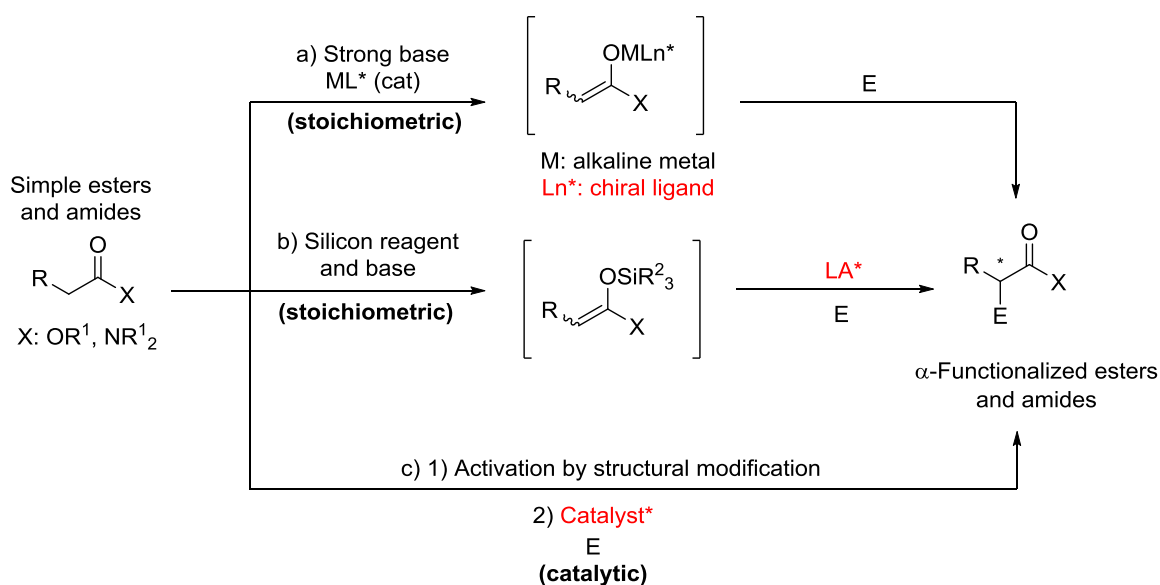 a) Strong base
ML* (cat)
(stoichiometric)
OMLn*
R
X
E
M: alkaline metal
Ln*: chiral ligand
Simple esters
and amides
O
R
X
X: OR¹, NR¹₂
b) Silicon reagent
and base
(stoichiometric)
OSiR²₃
R
X
LA*
E
O
R
*
X
E
α-Functionalized esters
and amides
c) 1) Activation by structural modification
2) Catalyst*
E
(catalytic)